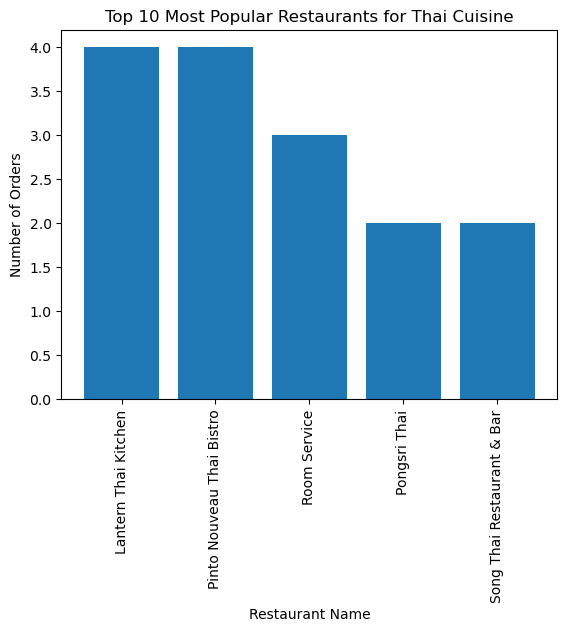 Top 10 Most Popular Restaurants for Thai Cuisine
Number of Orders
4.0
3.5
3.0
2.5
2.0
1.5
1.0
0.5
0.0
Lantern Thai Kitchen
Pinto Nouveau Thai Bistro
Room Service
Pongsri Thai
Song Thai Restaurant & Bar
Restaurant Name